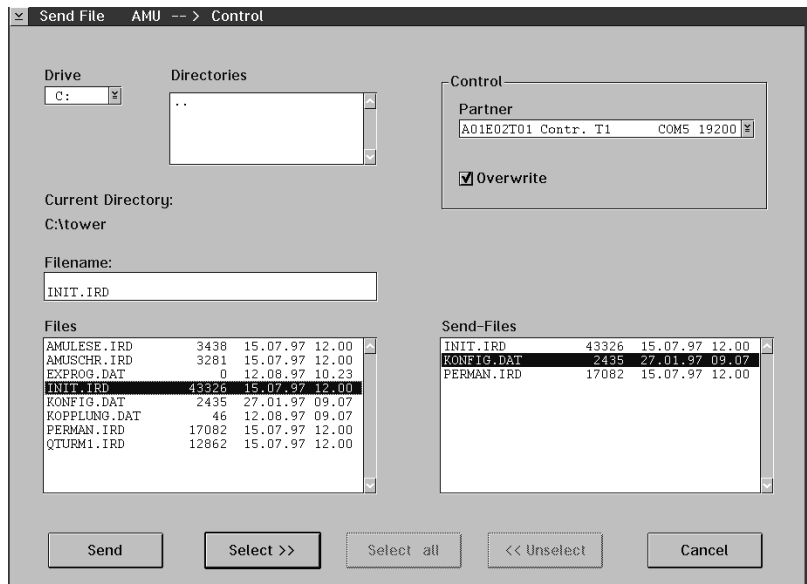 Send File AMU --> Control
Drive
C:
Directories
..
Control
Partner
A01E02T01 Contr. T1 COM5 19200
Overwrite
Current Directory:
C:\tower
Filename:
INIT.IRD
Files
AMULESE.IRD 3438 15.07.97 12.00
AMUSCHR.IRD 3281 15.07.97 12.00
EXPROG.DAT 0 12.08.97 10.23
INIT.IRD 43326 15.07.97 12.00
KONFIG.DAT 2435 27.01.97 09.07
KOPPLUNG.DAT 46 12.08.97 09.07
PERMAN.IRD 17082 15.07.97 12.00
QTURM1.IRD 12862 15.07.97 12.00
Send-Files
INIT.IRD 43326 15.07.97 12.00
KONFIG.DAT 2435 27.01.97 09.07
PERMAN.IRD 17082 15.07.97 12.00
Send
Select >>
Select all
<< Unselect
Cancel